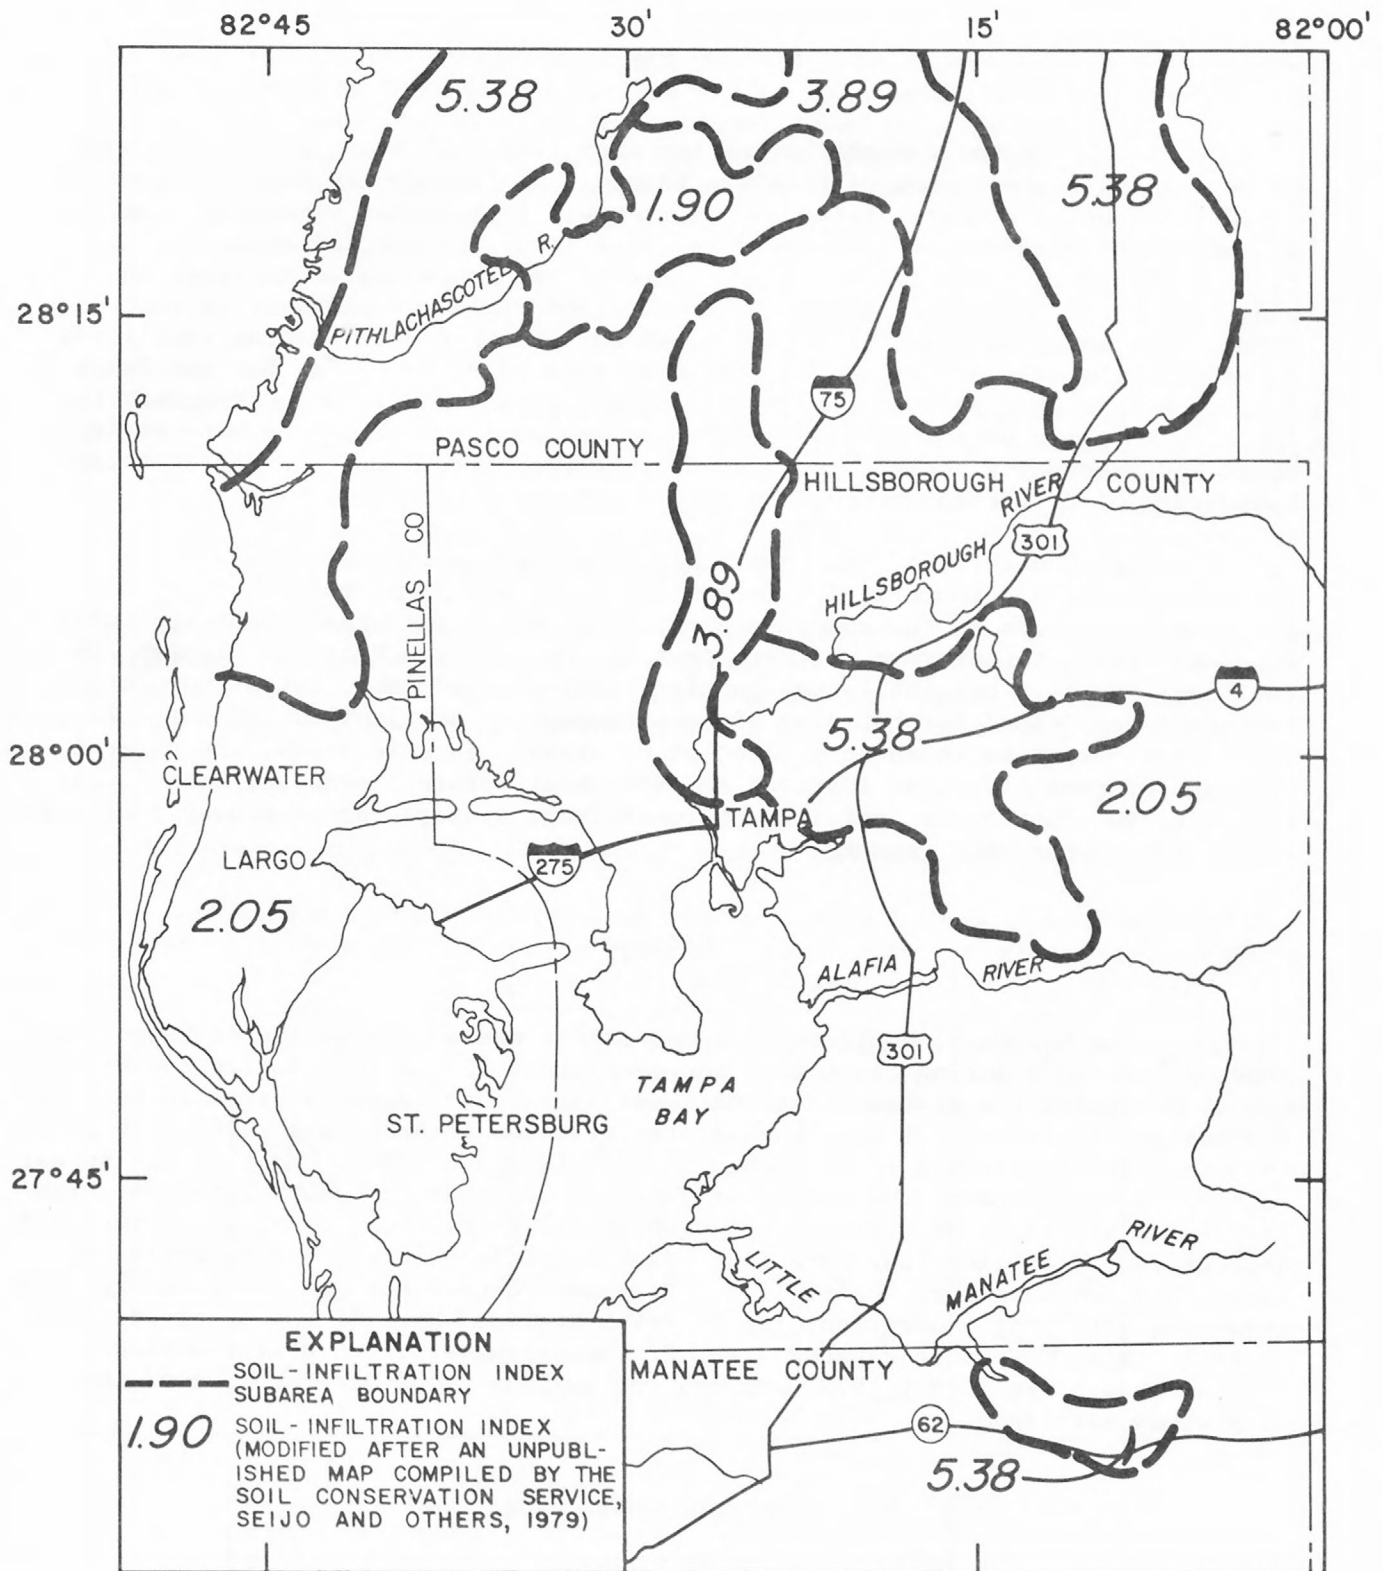 82°45' 30' 15' 82°00'
5.38 3.89
5.38
1.90
PITHLACHASCOTEE R.
28°15'
75
PASCO COUNTY
HILLSBOROUGH COUNTY
HILLSBOROUGH RIVER
301
PINELLAS CO
3.89
4
5.38
28°00'
CLEARWATER
2.05
TAMPA
LARGO
275
2.05
ALAFIA RIVER
301
TAMPA
BAY
ST. PETERSBURG
27°45'
LITTLE MANATEE RIVER
MANATEE COUNTY
62
5.38
EXPLANATION
SOIL-INFILTRATION INDEX
SUBAREA BOUNDARY
1.90 SOIL-INFILTRATION INDEX
(MODIFIED AFTER AN UNPUBL-
ISHED MAP COMPILED BY THE
SOIL CONSERVATION SERVICE,
SEIJO AND OTHERS, 1979)